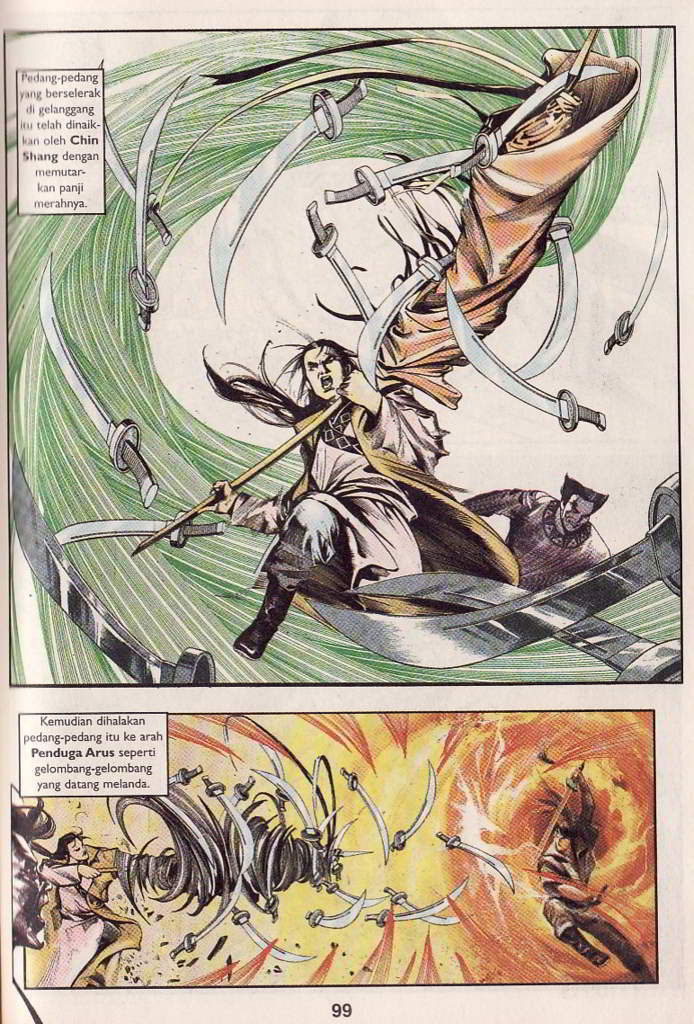 Pedang-pedang
yang berselerak
di gelanggang
itu telah dinaik-
kan oleh Chin
Shang dengan
memutar-
kan panji
merahnya.
Kemudian dihalakan
pedang-pedang itu ke arah
Penduga Arus seperti
gelombang-gelombang
yang datang melanda.
99